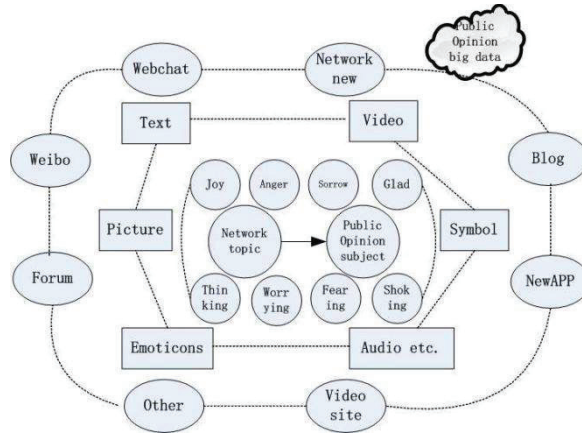 Public
Opinion
big data
Webchat
Network
new
Text
Video
Weibo
Blog
Joy
Anger
Sorrow
Glad
Picture
Network
topic
Public
Opinion
subject
Symbol
Forum
Thin
king
Worr
ying
Fear
ing
Shok
ing
NewAPP
Emoticons
Audio etc.
Other
Video
site